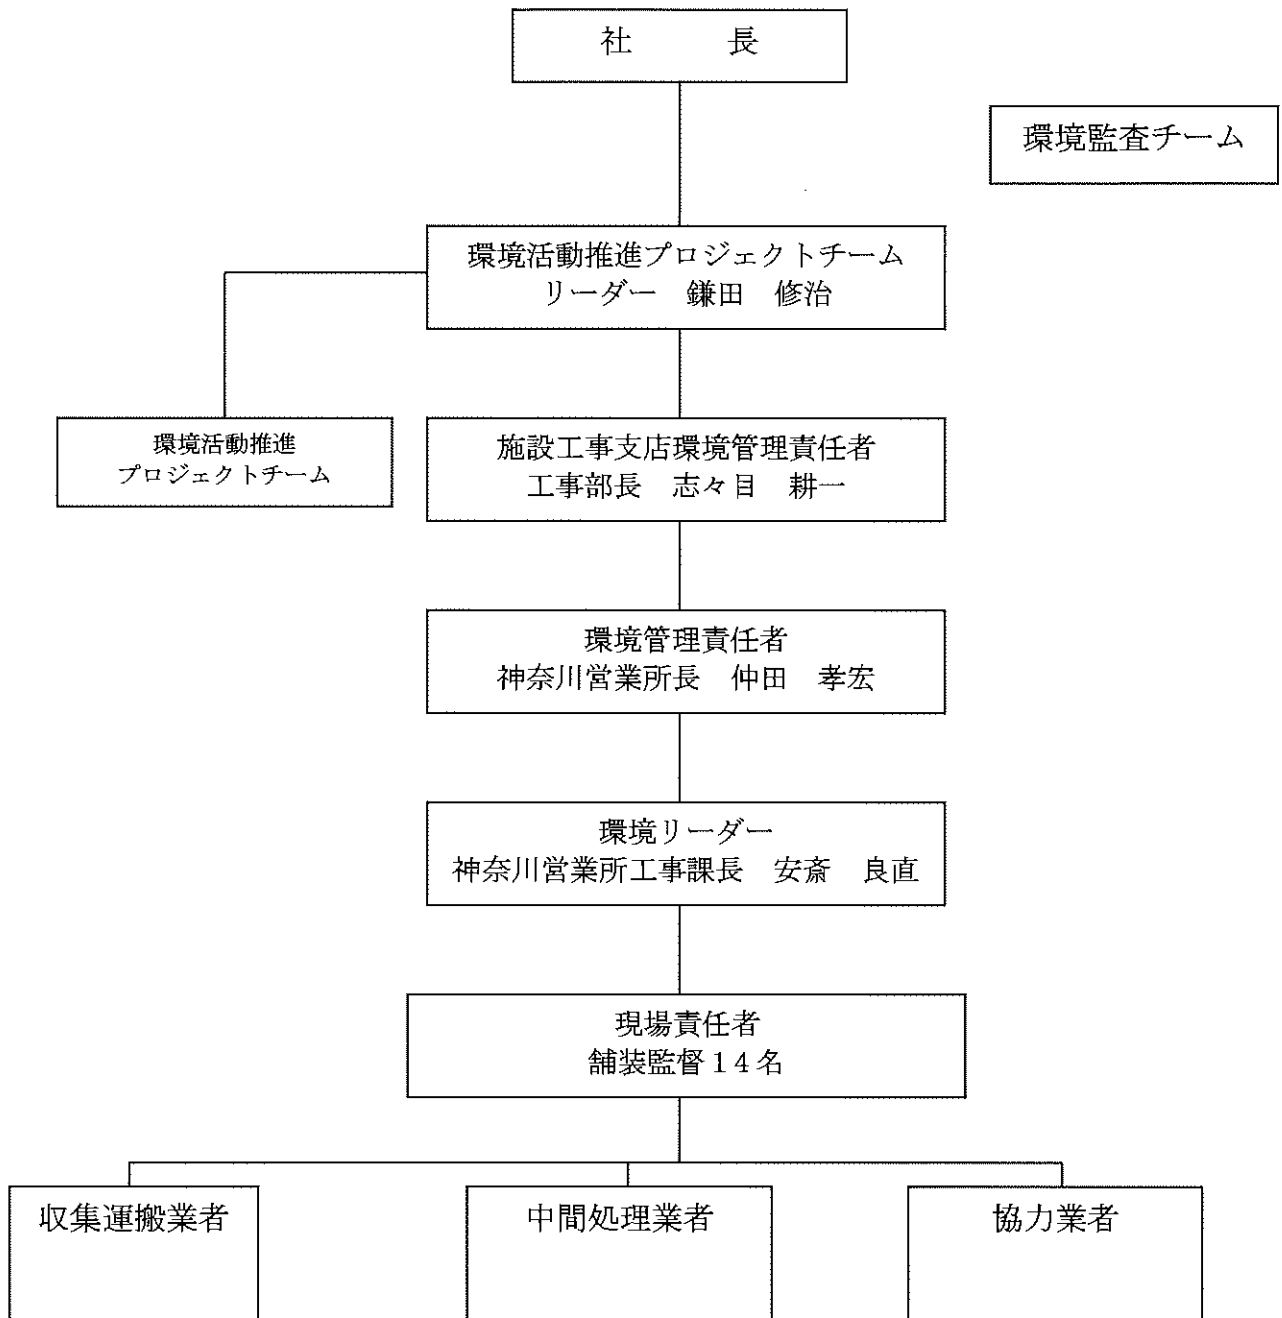 社　　　長
環境監査チーム
環境活動推進プロジェクトチーム
リーダー　鎌田　修治
環境活動推進
プロジェクトチーム
施設工事支店環境管理責任者
工事部長　志々目　耕一
環境管理責任者
神奈川営業所長　仲田　孝宏
環境リーダー
神奈川営業所工事課長　安斎　良直
現場責任者
舗装監督１４名
収集運搬業者
中間処理業者
協力業者